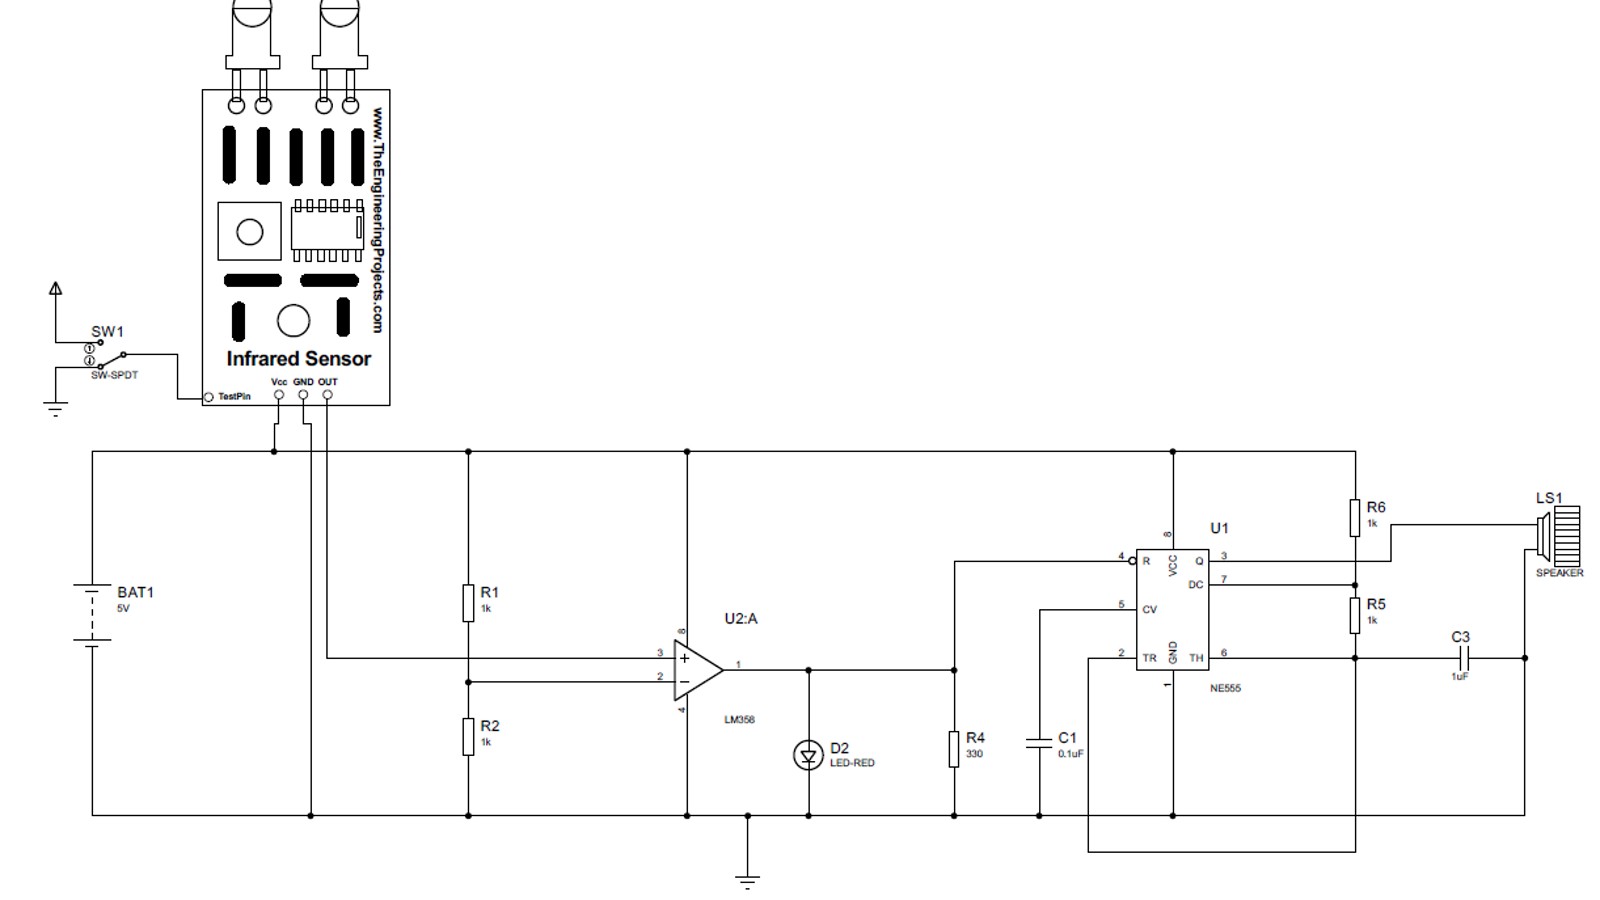 www.TheEngineeringProjects.com
Infrared Sensor
Vcc GND OUT
TestPin
SW1
SW-SPDT
BAT1
5V
R1
1k
R2
1k
U2:A
3
2
8
4
1
+
−
LM358
D2
LED-RED
R4
330
C1
0.1uF
U1
4 R
5 CV
2 TR
8 VCC
1 GND
Q 3
DC 7
TH 6
NE555
R6
1k
R5
1k
C3
1uF
LS1
SPEAKER